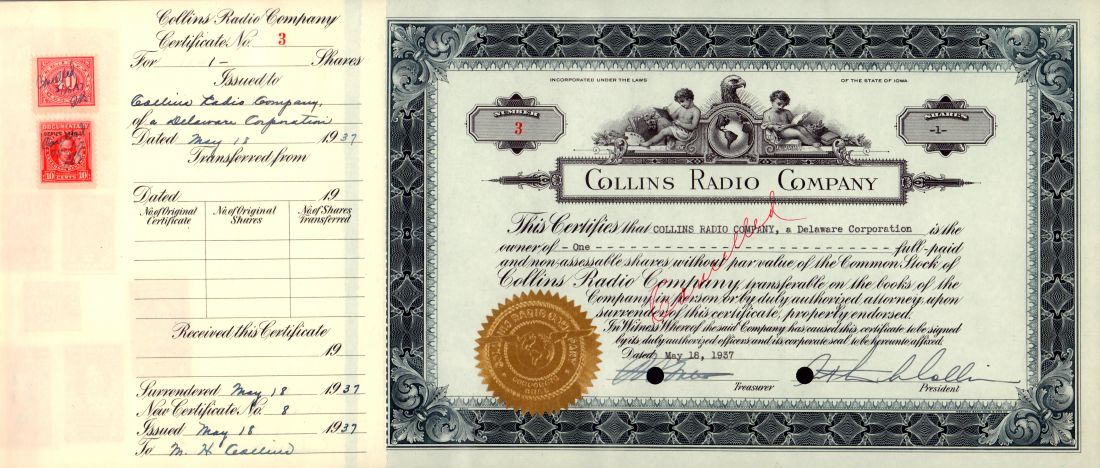 Collins Radio Company
Certificate No. 3
For 1 — Shares
Issued to
Collins Radio Company,
of a Delaware Corporation
Dated May 18 1937
Transferred from
Dated 19
No. of Original Certificate
No. of Original Shares
No. of Shares Transferred
Received this Certificate
19
Surrendered May 18 1937
New Certificate No. 8
Issued May 18 1937
To M. H. Collins
DOCUMENTARY
10 CENTS 10
INCORPORATED UNDER THE LAWS
OF THE STATE OF IOWA
NUMBER
3
SHARES
-1-
COLLINS RADIO COMPANY
This Certifies that COLLINS RADIO COMPANY, a Delaware Corporation is the
owner of - One - - - - - - - - - - - - - - - - - - - full-paid
and non-assessable shares without par value of the Common Stock of
Collins Radio Company, transferable on the books of the
Company in person or by duly authorized attorney upon
surrender of this certificate, properly endorsed.
In Witness Whereof the said Company has caused this certificate to be signed
by its duly authorized officers and its corporate seal to be hereunto affixed.
Dated May 18, 1937
Treasurer
President
Cancelled